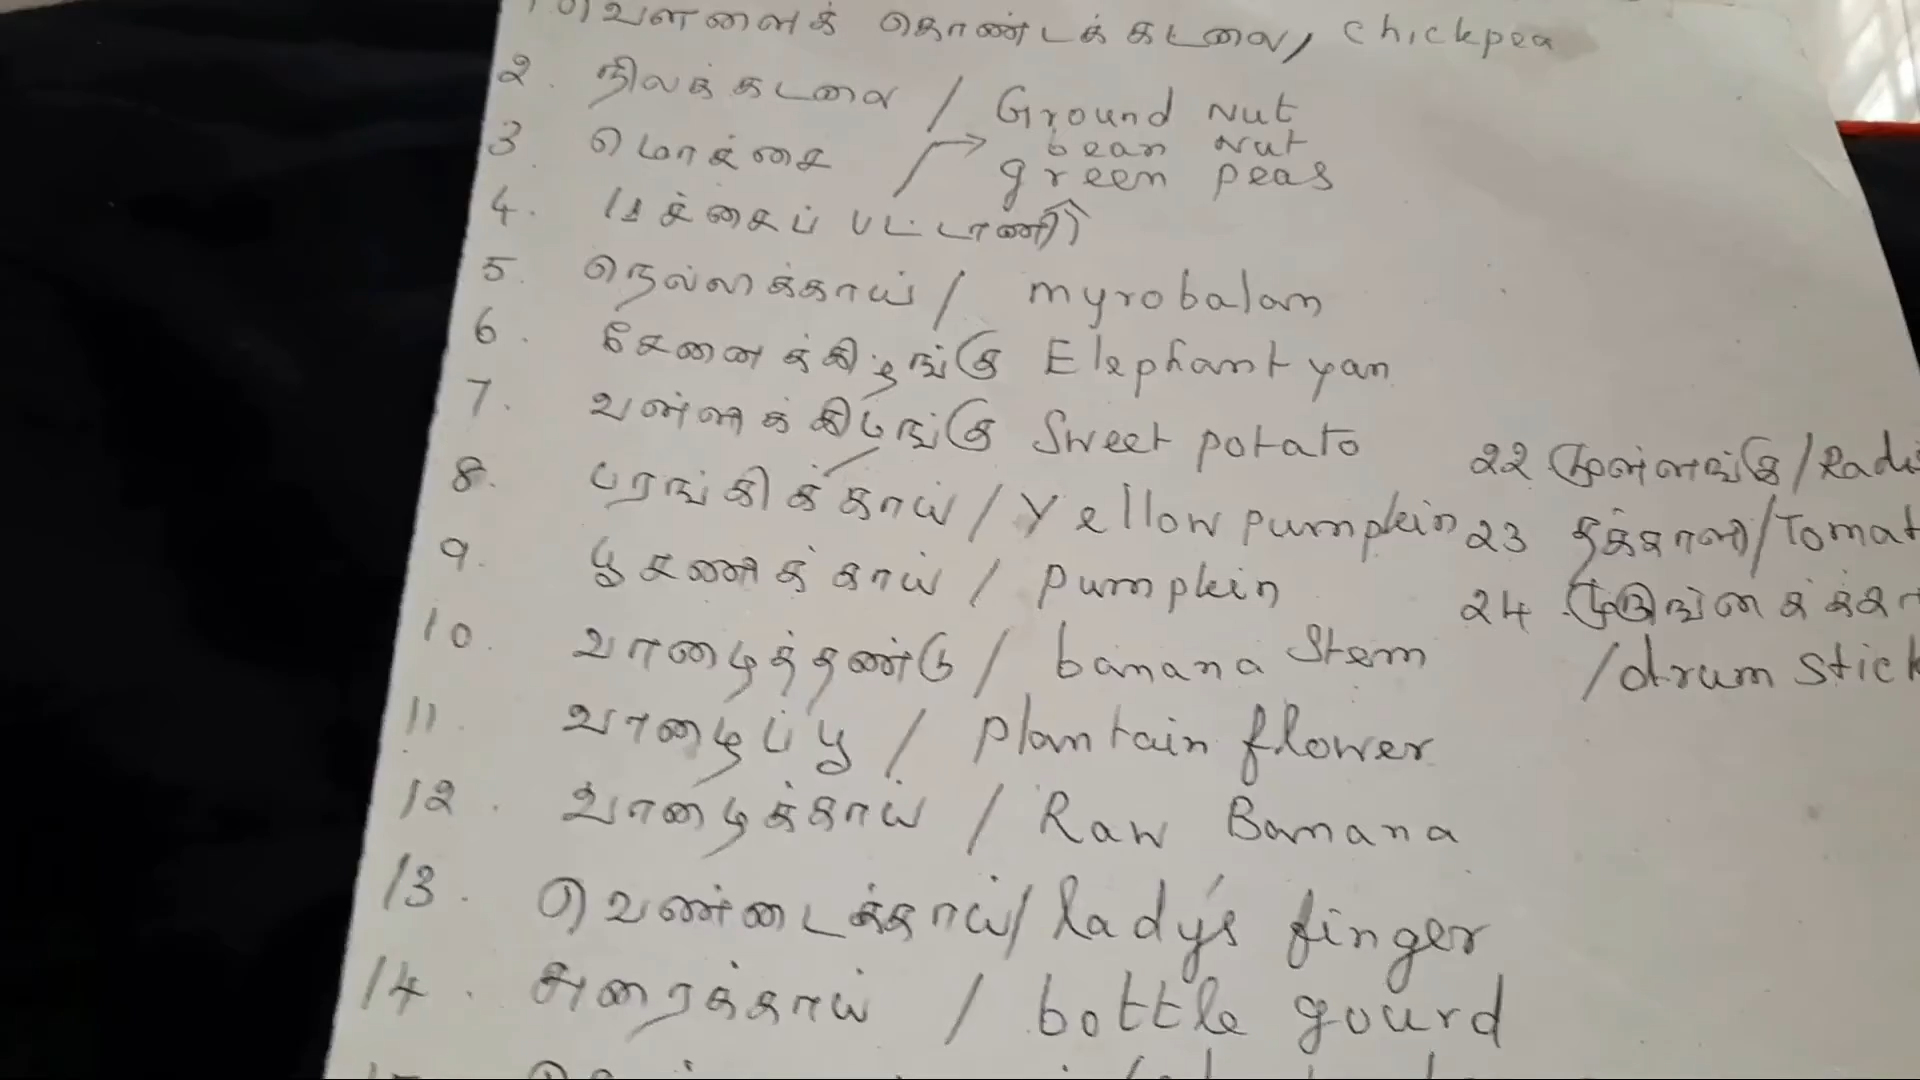 1. வெள்ளைக் கொண்டக் கடலை, chickpea
2. நிலக்கடலை / Ground Nut
3. மொச்சை / bean Nut
green peas
4. பச்சைப் பட்டாணி
5. நெல்லிக்காய் / myrobalan
6. சேனைக்கிழங்கு Elephant yan
7. வள்ளிக்கிழங்கு Sweet potato
8. பரங்கிக்காய் / Yellow pumpkin
9. பூசணிக்காய் / Pumpkin
10. வாழைத்தண்டு / banana Stem
11. வாழைப்பூ / plantain flower
12. வாழைக்காய் / Raw Banana
13. வெண்டைக்காய் / lady's finger
14. சுரைக்காய் / bottle gourd
22 முள்ளங்கி / Radi
23 தக்காளி / Tomat
24 முருங்கைக்கா
/ drum stick